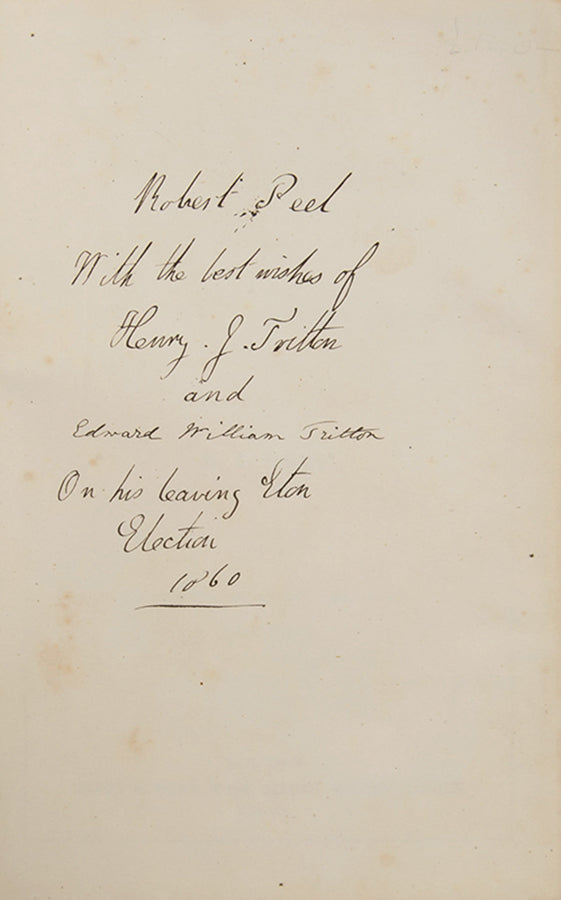 Robert Peel
With the best wishes of
Henry. J. Tritton
and
Edward William Tritton
On his leaving Eton
Election
1860